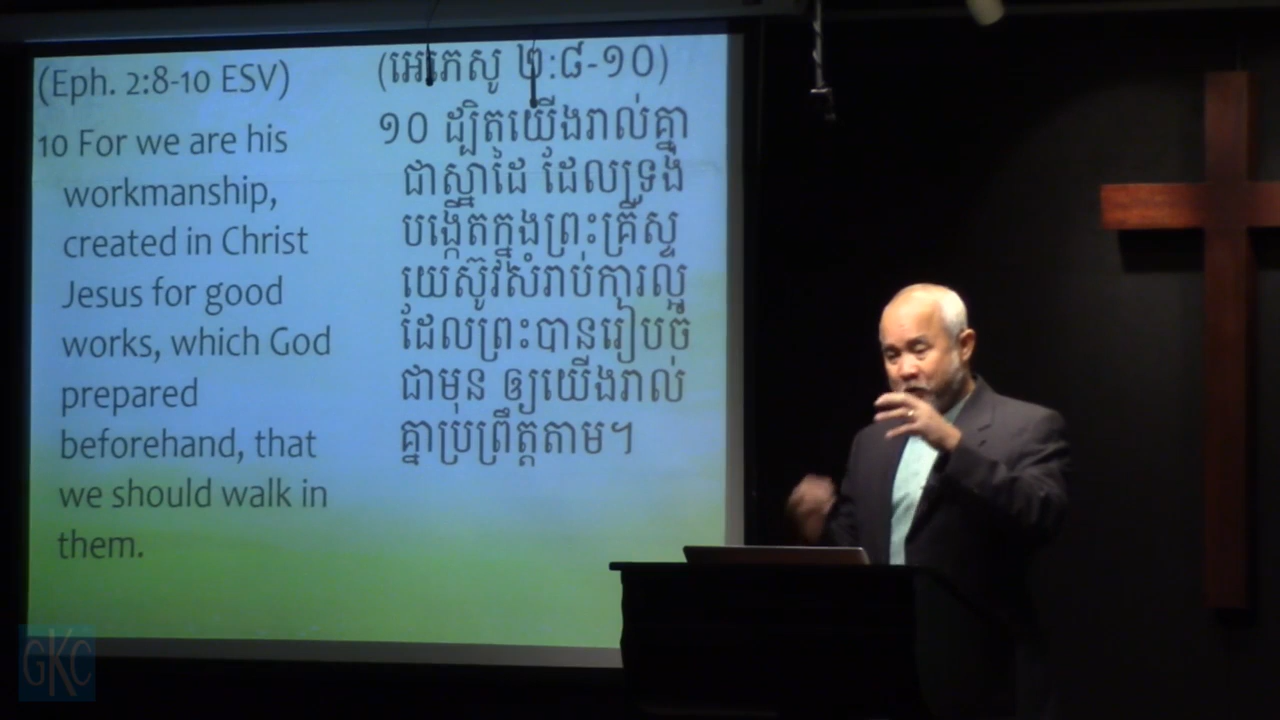 (Eph. 2:8-10 ESV)
10 For we are his
workmanship,
created in Christ
Jesus for good
works, which God
prepared
beforehand, that
we should walk in
them.
(អេភេសូ ២:៨-១០)
១០ ដ្បិតយើងរាល់គ្នា
ជាស្នាដៃ ដែលទ្រង់
បង្កើតក្នុងព្រះគ្រីស្ទ
យេស៊ូវសំរាប់ការល្អ
ដែលព្រះបានរៀបចំ
ជាមុន ឲ្យយើងរាល់
គ្នាប្រព្រឹត្តតាម។
GKC